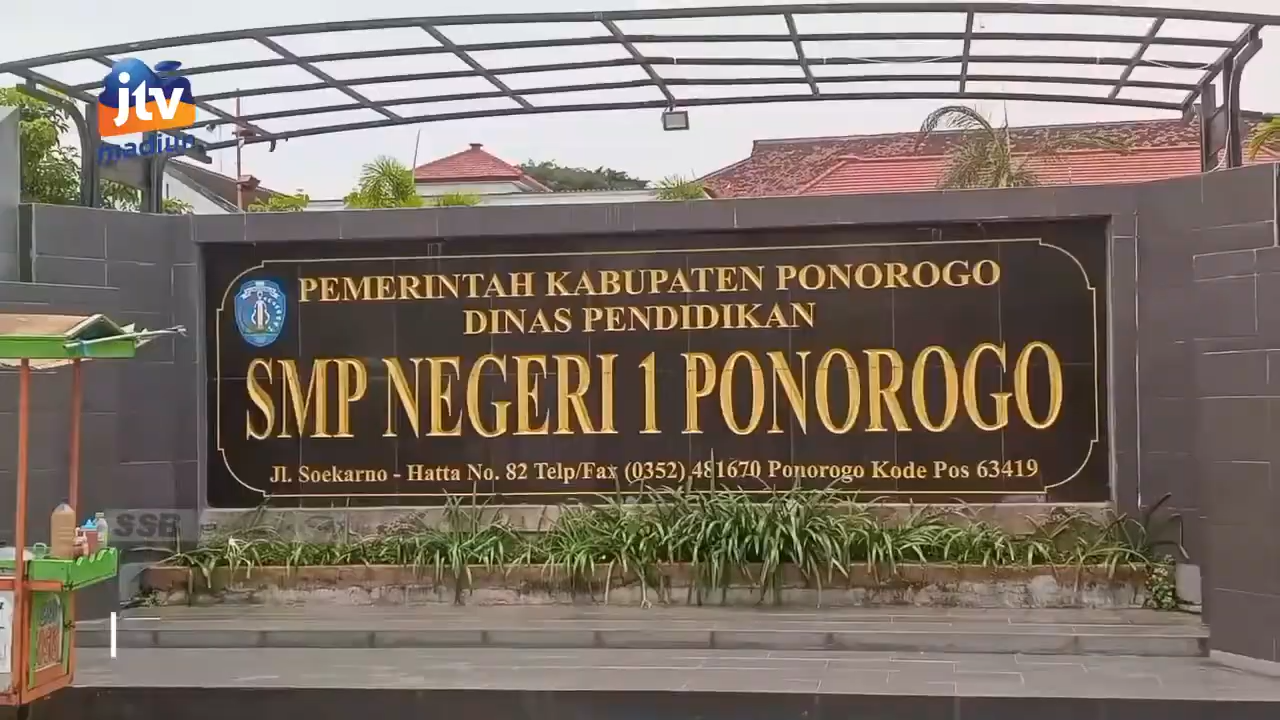 jtv
madiun
PEMERINTAH KABUPATEN PONOROGO
DINAS PENDIDIKAN
SMP NEGERI 1 PONOROGO
Jl. Soekarno - Hatta No. 82 Telp/Fax (0352) 481670 Ponorogo Kode Pos 63419
SSB